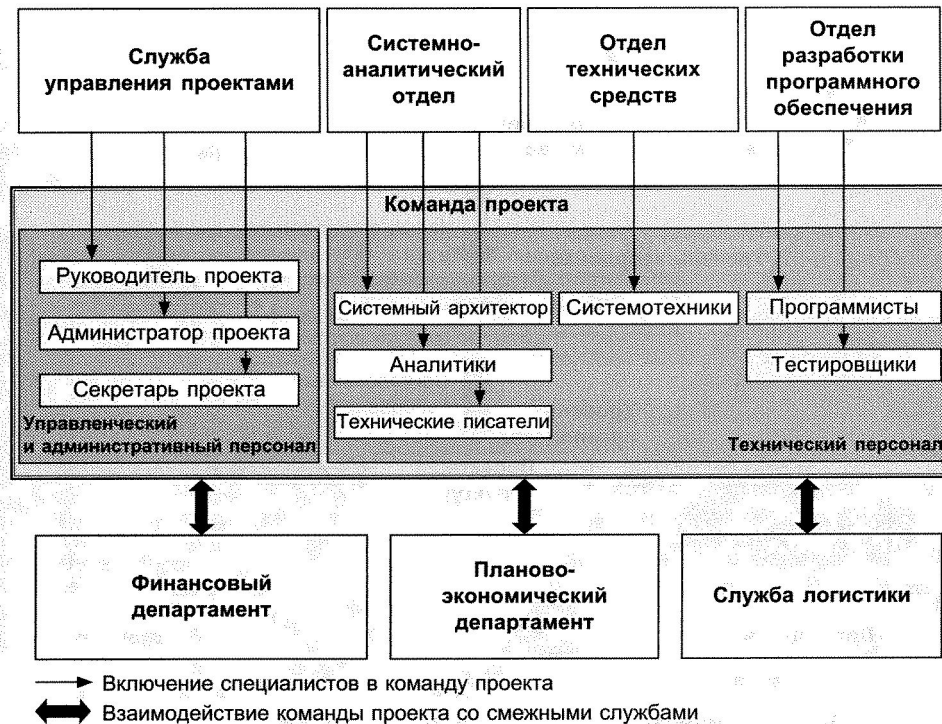 Служба
управления проектами
Системно-
аналитический
отдел
Отдел
технических
средств
Отдел
разработки
программного
обеспечения
Команда проекта
Руководитель проекта
Администратор проекта
Секретарь проекта
Управленческий
и административный персонал
Системный архитектор
Аналитики
Технические писатели
Системотехники
Программисты
Тестировщики
Технический персонал
Финансовый
департамент
Планово-
экономический
департамент
Служба логистики
Включение специалистов в команду проекта
Взаимодействие команды проекта со смежными службами